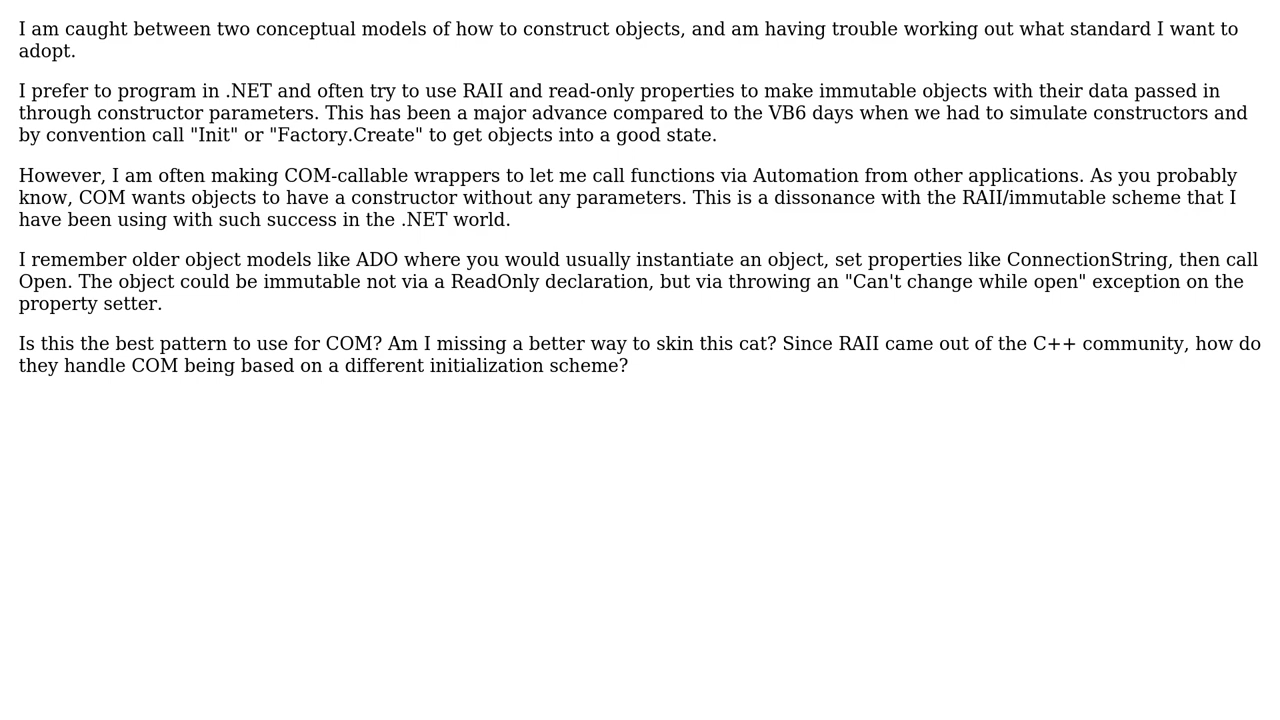 I am caught between two conceptual models of how to construct objects, and am having trouble working out what standard I want to
adopt.
I prefer to program in .NET and often try to use RAII and read-only properties to make immutable objects with their data passed in
through constructor parameters. This has been a major advance compared to the VB6 days when we had to simulate constructors and
by convention call "Init" or "Factory.Create" to get objects into a good state.
However, I am often making COM-callable wrappers to let me call functions via Automation from other applications. As you probably
know, COM wants objects to have a constructor without any parameters. This is a dissonance with the RAII/immutable scheme that I
have been using with such success in the .NET world.
I remember older object models like ADO where you would usually instantiate an object, set properties like ConnectionString, then call
Open. The object could be immutable not via a ReadOnly declaration, but via throwing an "Can't change while open" exception on the
property setter.
Is this the best pattern to use for COM? Am I missing a better way to skin this cat? Since RAII came out of the C++ community, how do
they handle COM being based on a different initialization scheme?